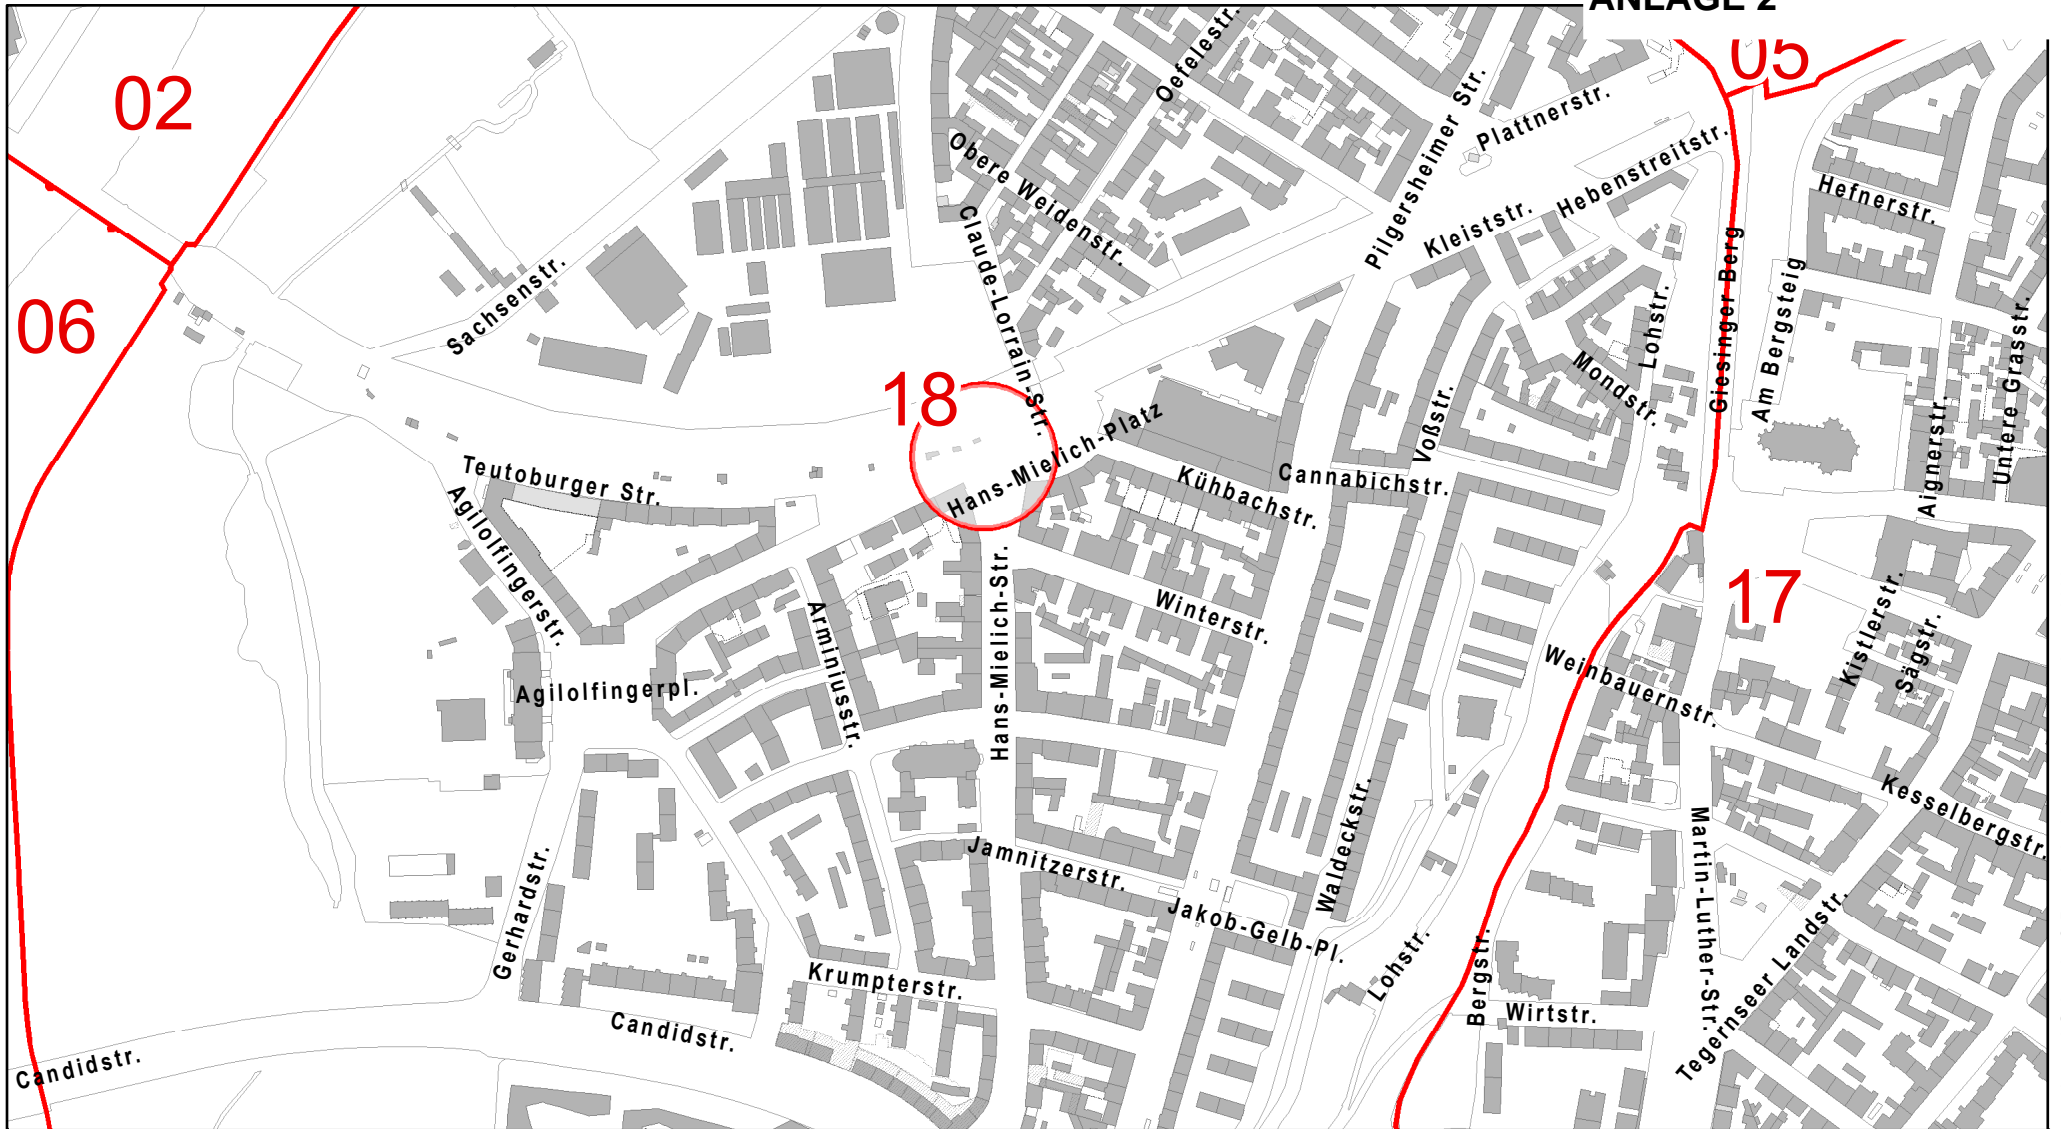 ANLAGE 2
02
05
06
18
17
Oefelestr.
Pilgersheimer Str.
Plattnerstr.
Obere Weidenstr.
Hebenstreitstr.
Kleiststr.
Hefnerstr.
Claude-Lorrain-Str.
Sachsenstr.
Giesinger Berg
Am Bergsteig
Lohstr.
Untere Grasstr.
Mondstr.
Voßstr.
Aignerstr.
Hans-Mielich-Platz
Kühbachstr.
Cannabichstr.
Teutoburger Str.
Agilolfingerstr.
Hans-Mielich-Str.
Winterstr.
Arminiusstr.
Agilolfingerpl.
Kistlerstr.
Sägstr.
Weinbauernstr.
Kesselbergstr.
Martin-Luther-Str.
Waldeckstr.
Jamnitzerstr.
Jakob-Gelb-Pl.
Gerhardstr.
Lohstr.
Bergstr.
Tegernseer Landstr.
Krumpterstr.
Wirtstr.
Candidstr.
Candidstr.